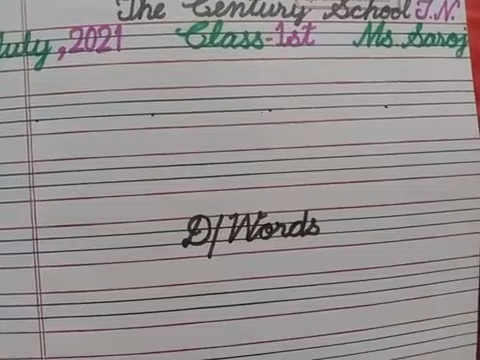 The Century School T.N.
July, 2021 Class-1st Ms. Saroj
D/Words